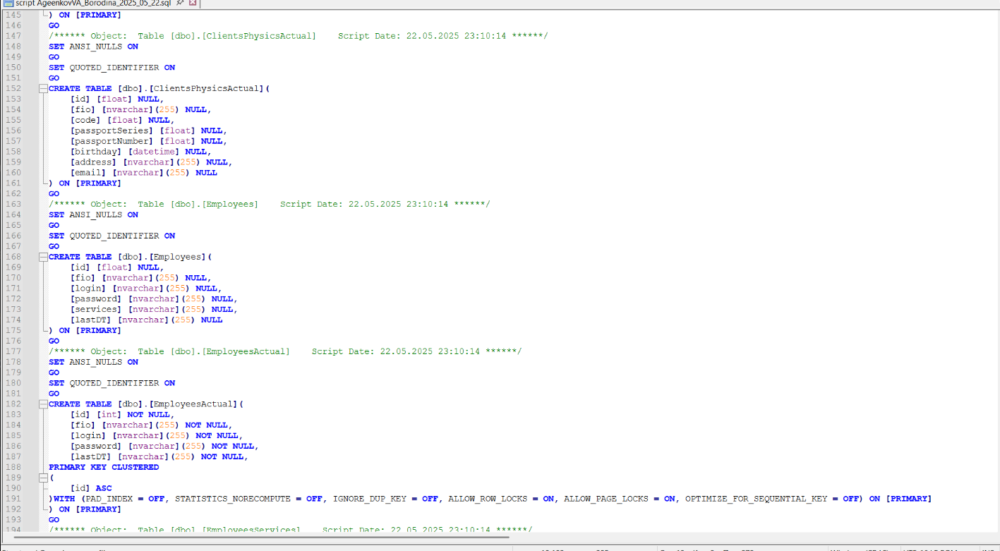 script AgeenkovVA_Borodina_2025_05_22.sql
145 ) ON [PRIMARY]
146 GO
147 /****** Object:  Table [dbo].[ClientsPhysicsActual]    Script Date: 22.05.2025 23:10:14 ******/
148 SET ANSI_NULLS ON
149 GO
150 SET QUOTED_IDENTIFIER ON
151 GO
152 CREATE TABLE [dbo].[ClientsPhysicsActual](
153 [id] [float] NULL,
154 [fio] [nvarchar](255) NULL,
155 [code] [float] NULL,
156 [passportSeries] [float] NULL,
157 [passportNumber] [float] NULL,
158 [birthday] [datetime] NULL,
159 [address] [nvarchar](255) NULL,
160 [email] [nvarchar](255) NULL
161 ) ON [PRIMARY]
162 GO
163 /****** Object:  Table [dbo].[Employees]    Script Date: 22.05.2025 23:10:14 ******/
164 SET ANSI_NULLS ON
165 GO
166 SET QUOTED_IDENTIFIER ON
167 GO
168 CREATE TABLE [dbo].[Employees](
169 [id] [float] NULL,
170 [fio] [nvarchar](255) NULL,
171 [login] [nvarchar](255) NULL,
172 [password] [nvarchar](255) NULL,
173 [services] [nvarchar](255) NULL,
174 [lastDT] [nvarchar](255) NULL
175 ) ON [PRIMARY]
176 GO
177 /****** Object:  Table [dbo].[EmployeesActual]    Script Date: 22.05.2025 23:10:14 ******/
178 SET ANSI_NULLS ON
179 GO
180 SET QUOTED_IDENTIFIER ON
181 GO
182 CREATE TABLE [dbo].[EmployeesActual](
183 [id] [int] NOT NULL,
184 [fio] [nvarchar](255) NOT NULL,
185 [login] [nvarchar](255) NOT NULL,
186 [password] [nvarchar](255) NOT NULL,
187 [lastDT] [nvarchar](255) NOT NULL,
188 PRIMARY KEY CLUSTERED
189 (
190 [id] ASC
191 )WITH (PAD_INDEX = OFF, STATISTICS_NORECOMPUTE = OFF, IGNORE_DUP_KEY = OFF, ALLOW_ROW_LOCKS = ON, ALLOW_PAGE_LOCKS = ON, OPTIMIZE_FOR_SEQUENTIAL_KEY = OFF) ON [PRIMARY]
192 ) ON [PRIMARY]
193 GO
194 /****** Object:  Table [dbo].[EmployeesServices]    Script Date: 22.05.2025 23:10:14 ******/